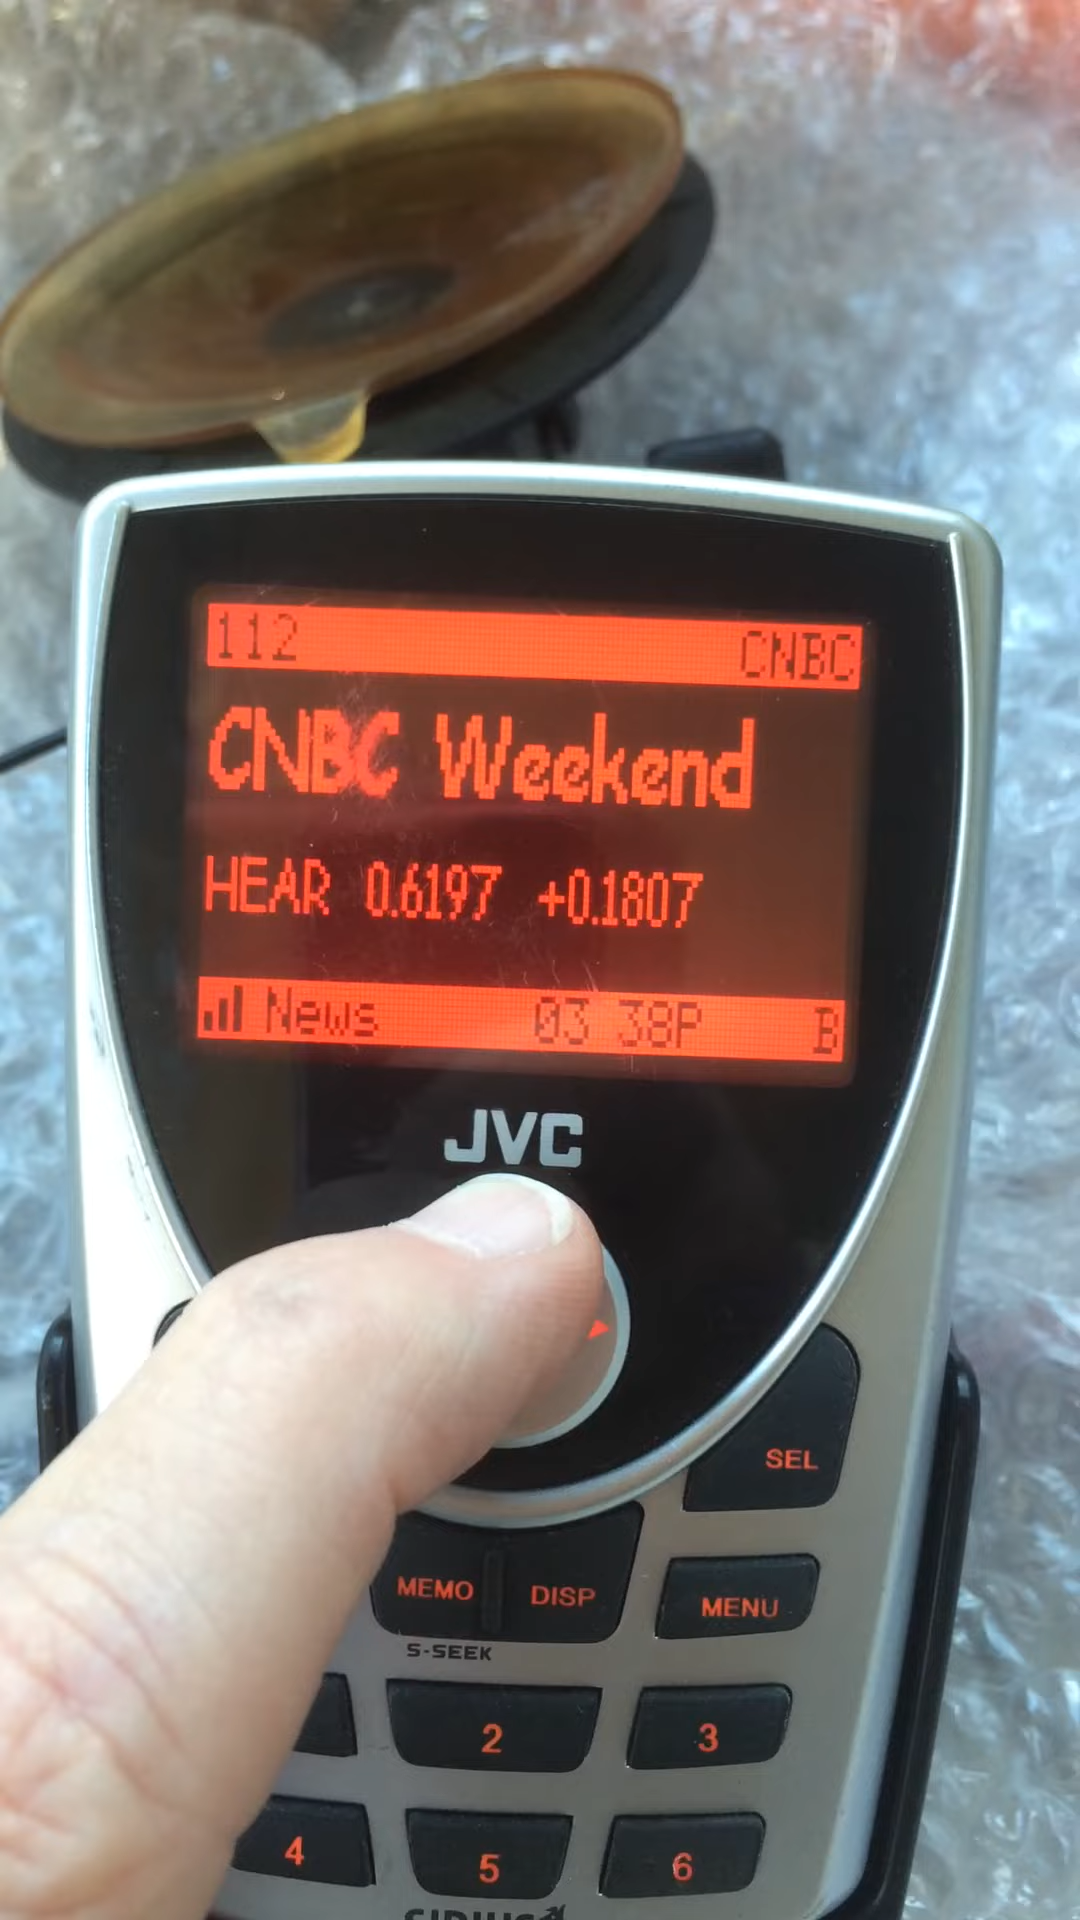 112 CNBC
CNBC Weekend
HEAR 0.6197 +0.1807
News 03 38P B
JVC
SEL
MEMO DISP MENU
S-SEEK
2 3
4 5 6
SIRIUS